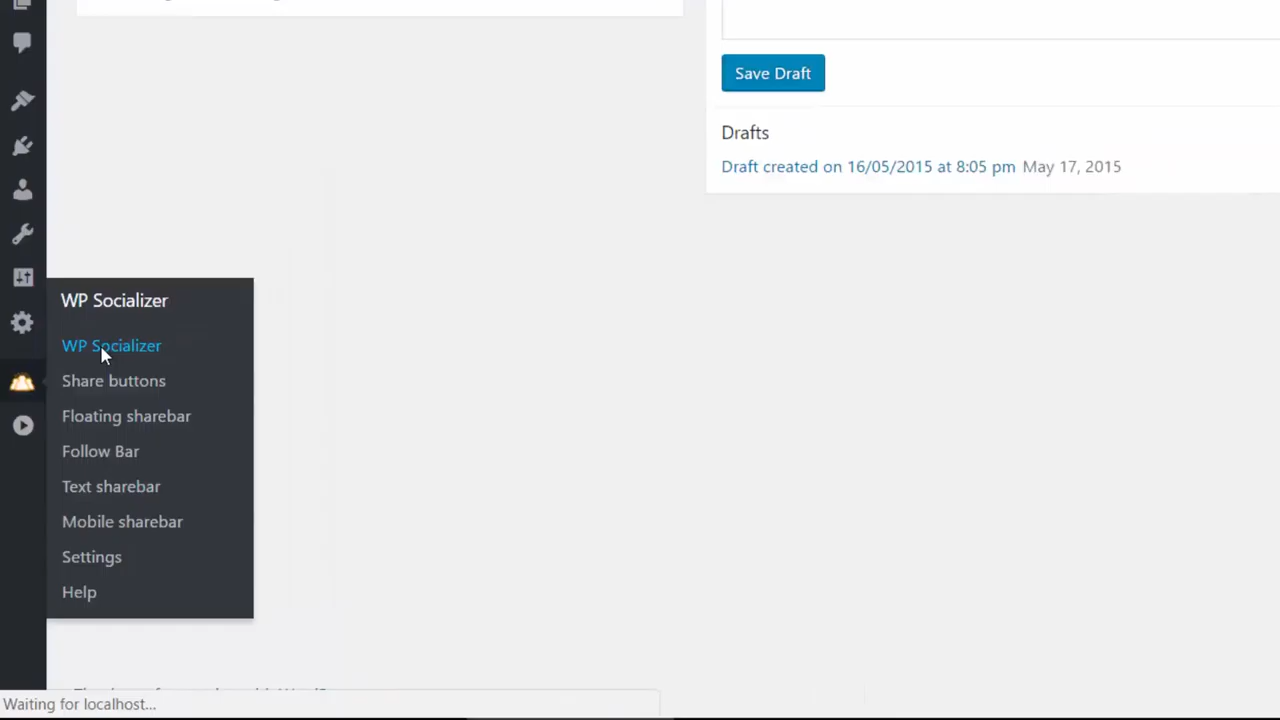 Save Draft
Drafts
Draft created on 16/05/2015 at 8:05 pm May 17, 2015
WP Socializer
WP Socializer
Share buttons
Floating sharebar
Follow Bar
Text sharebar
Mobile sharebar
Settings
Help
Waiting for localhost...